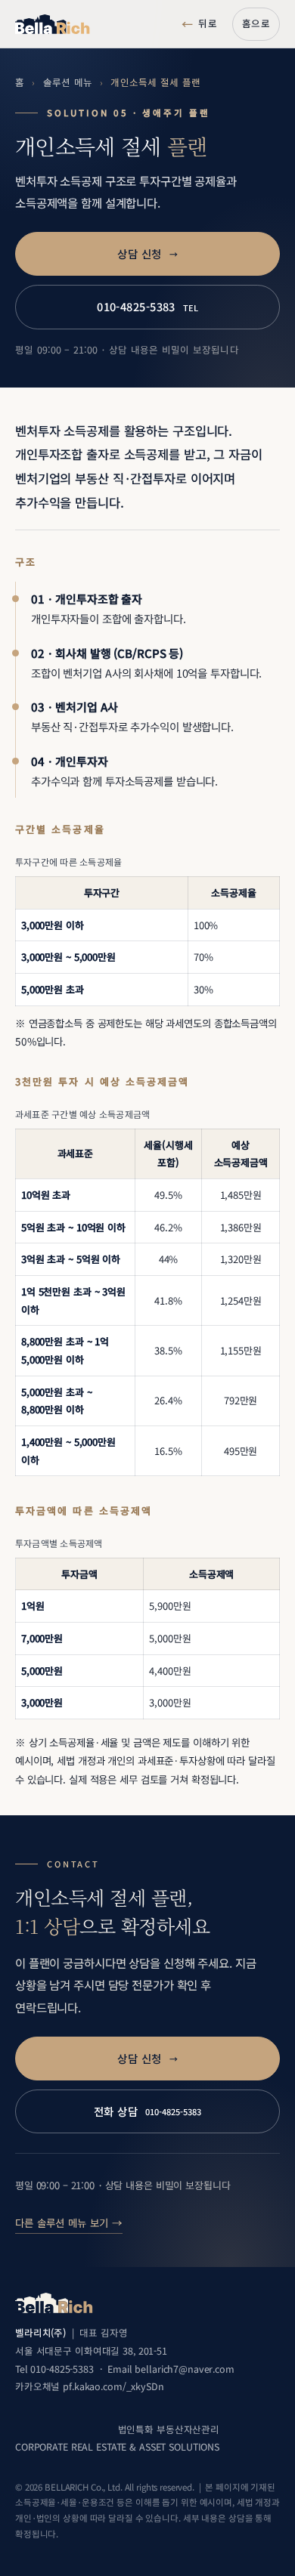 Bella Rich
← 뒤로
홈으로
홈 › 솔루션 메뉴 › 개인소득세 절세 플랜
SOLUTION 05 · 생애주기 플랜
개인소득세 절세 플랜
벤처투자 소득공제 구조로 투자구간별 공제율과
소득공제액을 함께 설계합니다.
상담 신청 →
010-4825-5383 TEL
평일 09:00 – 21:00 · 상담 내용은 비밀이 보장됩니다
벤처투자 소득공제를 활용하는 구조입니다.
개인투자조합 출자로 소득공제를 받고, 그 자금이
벤처기업의 부동산 직·간접투자로 이어지며
추가수익을 만듭니다.
구조
01 · 개인투자조합 출자
개인투자자들이 조합에 출자합니다.
02 · 회사채 발행 (CB/RCPS 등)
조합이 벤처기업 A사의 회사채에 10억을 투자합니다.
03 · 벤처기업 A사
부동산 직·간접투자로 추가수익이 발생합니다.
04 · 개인투자자
추가수익과 함께 투자소득공제를 받습니다.
구간별 소득공제율
투자구간에 따른 소득공제율
투자구간 소득공제율
3,000만원 이하 100%
3,000만원 ~ 5,000만원 70%
5,000만원 초과 30%
※ 연금종합소득 중 공제한도는 해당 과세연도의 종합소득금액의
50%입니다.
3천만원 투자 시 예상 소득공제금액
과세표준 구간별 예상 소득공제금액
과세표준 세율(시행세 포함) 예상 소득공제금액
10억원 초과 49.5% 1,485만원
5억원 초과 ~ 10억원 이하 46.2% 1,386만원
3억원 초과 ~ 5억원 이하 44% 1,320만원
1억 5천만원 초과 ~ 3억원 이하 41.8% 1,254만원
8,800만원 초과 ~ 1억 5,000만원 이하 38.5% 1,155만원
5,000만원 초과 ~ 8,800만원 이하 26.4% 792만원
1,400만원 ~ 5,000만원 이하 16.5% 495만원
투자금액에 따른 소득공제액
투자금액별 소득공제액
투자금액 소득공제액
1억원 5,900만원
7,000만원 5,000만원
5,000만원 4,400만원
3,000만원 3,000만원
※ 상기 소득공제율·세율 및 금액은 제도를 이해하기 위한
예시이며, 세법 개정과 개인의 과세표준·투자상황에 따라 달라질
수 있습니다. 실제 적용은 세무 검토를 거쳐 확정됩니다.
CONTACT
개인소득세 절세 플랜,
1:1 상담으로 확정하세요
이 플랜이 궁금하시다면 상담을 신청해 주세요. 지금
상황을 남겨 주시면 담당 전문가가 확인 후
연락드립니다.
상담 신청 →
전화 상담 010-4825-5383
평일 09:00 – 21:00 · 상담 내용은 비밀이 보장됩니다
다른 솔루션 메뉴 보기 →
Bella Rich
벨라리치(주) | 대표 김자영
서울 서대문구 이화여대길 38, 201-51
Tel 010-4825-5383 · Email bellarich7@naver.com
카카오채널 pf.kakao.com/_xkySDn
법인특화 부동산자산관리
CORPORATE REAL ESTATE & ASSET SOLUTIONS
© 2026 BELLARICH Co., Ltd. All rights reserved. | 본 페이지에 기재된
소득공제율·세율·운용조건 등은 이해를 돕기 위한 예시이며, 세법 개정과
개인·법인의 상황에 따라 달라질 수 있습니다. 세부 내용은 상담을 통해
확정됩니다.